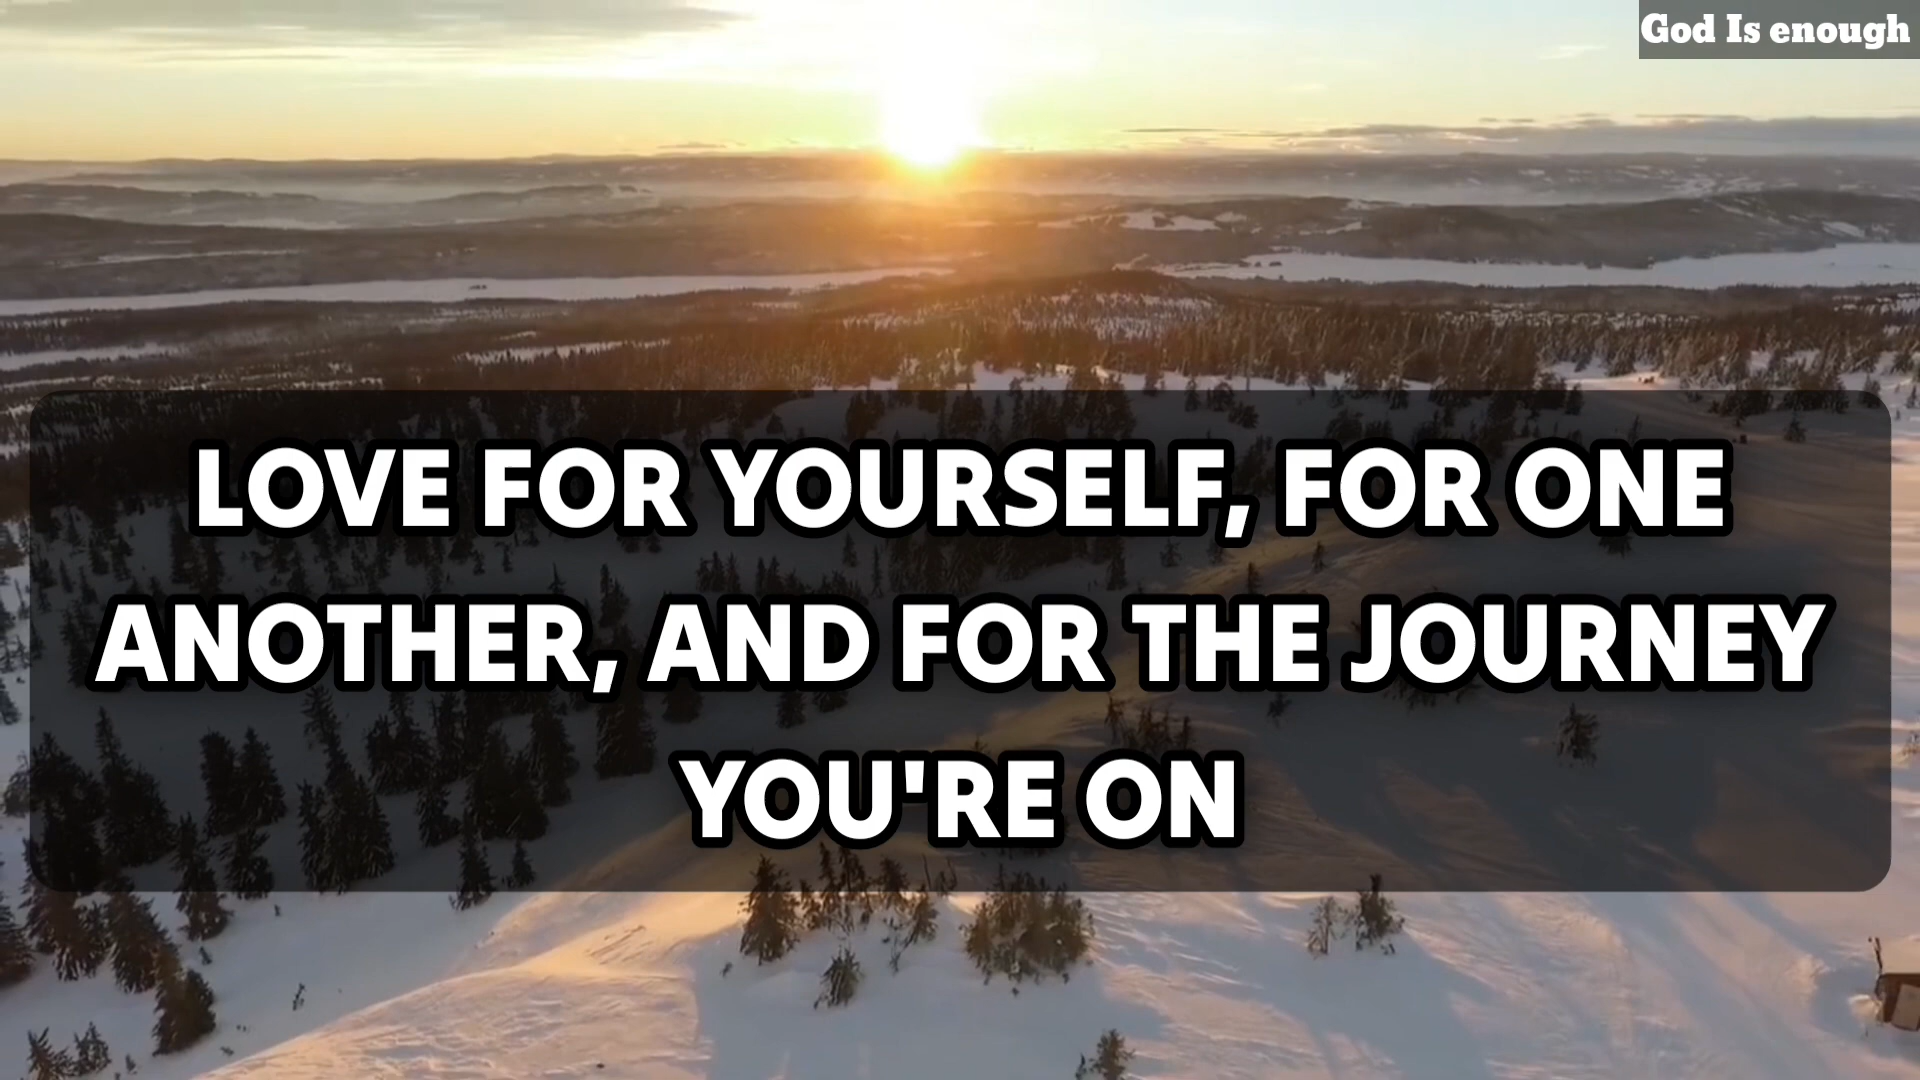 God Is enough
LOVE FOR YOURSELF, FOR ONE
ANOTHER, AND FOR THE JOURNEY
YOU'RE ON